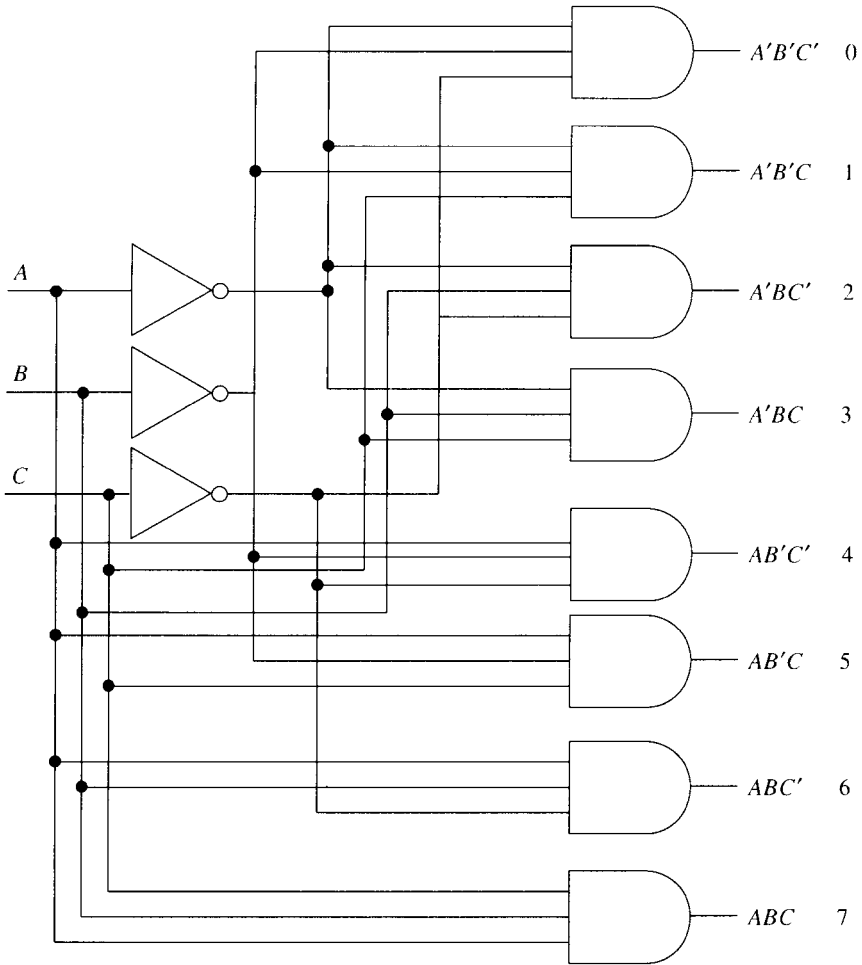 A′B′C′ 0
A′B′C 1
A′BC′ 2
A
B
A′BC 3
C
AB′C′ 4
AB′C 5
ABC′ 6
ABC 7